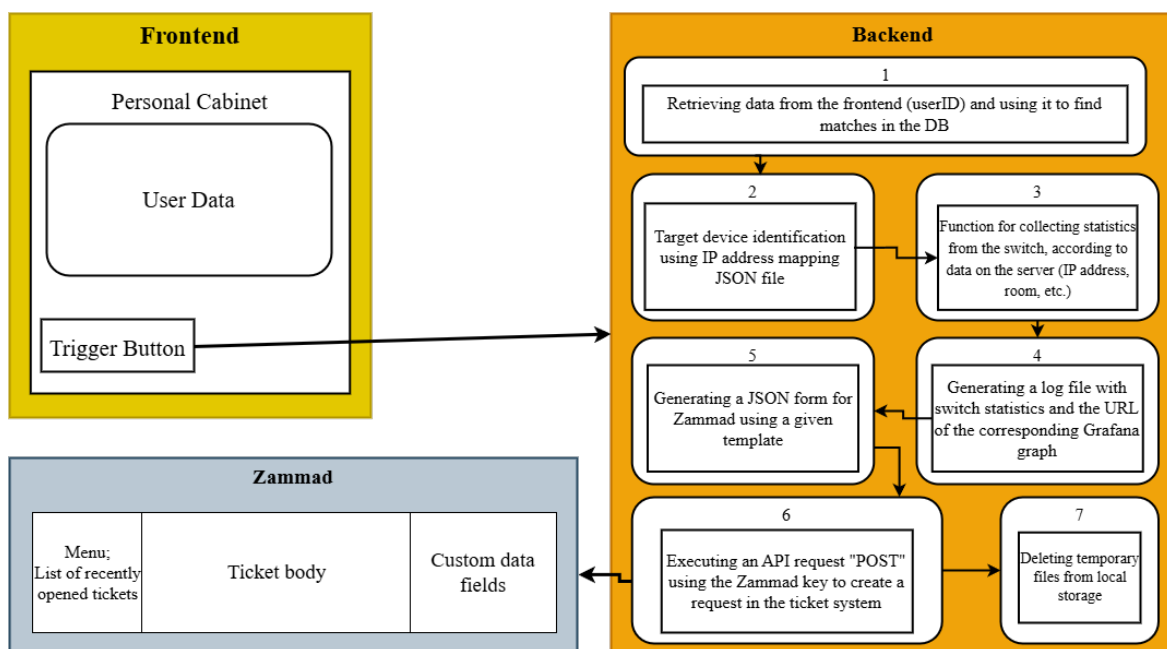 Frontend
Personal Cabinet
User Data
Trigger Button
Backend
1
Retrieving data from the frontend (userID) and using it to find
matches in the DB
2
Target device identification
using IP address mapping
JSON file
3
Function for collecting statistics
from the switch, according to
data on the server (IP address,
room, etc.)
4
Generating a log file with
switch statistics and the URL
of the corresponding Grafana
graph
5
Generating a JSON form for
Zammad using a given
template
6
Executing an API request "POST"
using the Zammad key to create a
request in the ticket system
7
Deleting temporary
files from local
storage
Zammad
Menu;
List of recently
opened tickets
Ticket body
Custom data
fields